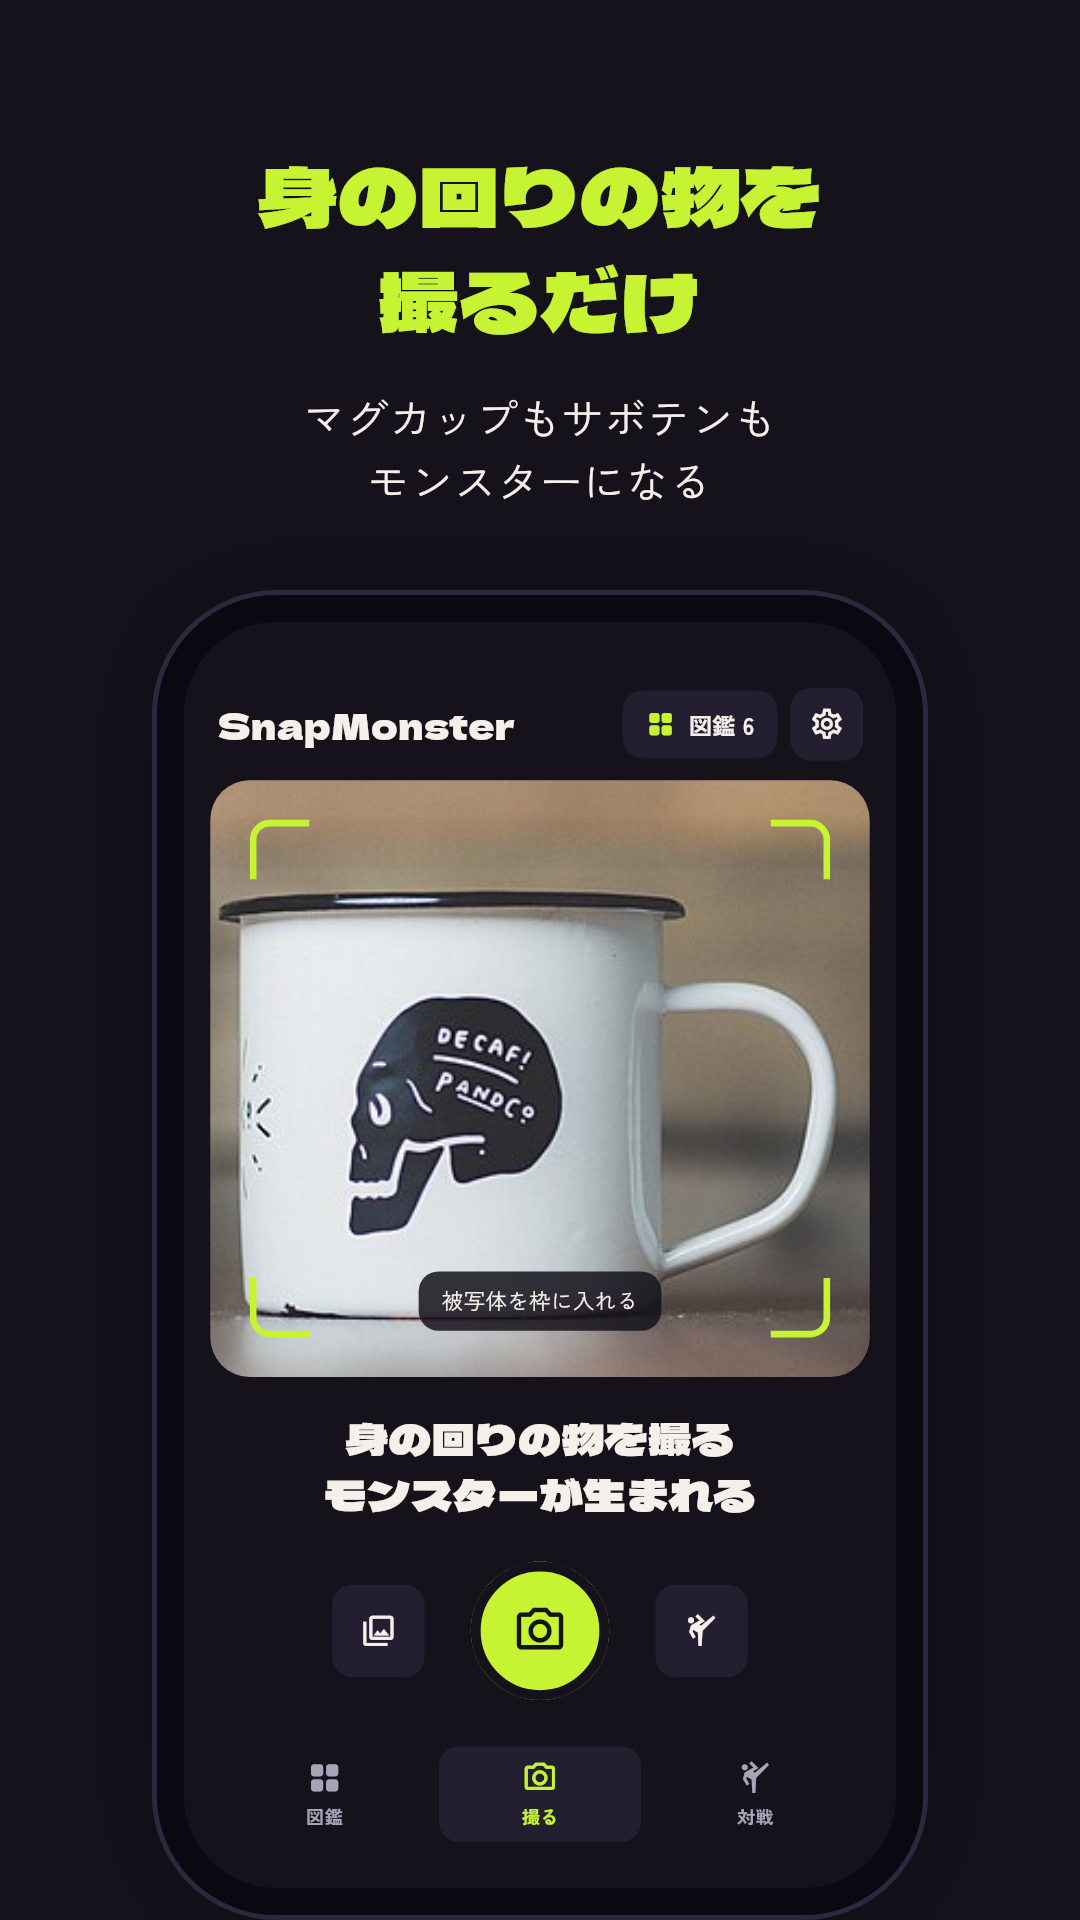 身の回りの物を
撮るだけ
マグカップもサボテンも
モンスターになる
SnapMonster
図鑑 6
DECAF!
PANDCO
被写体を枠に入れる
身の回りの物を撮る
モンスターが生まれる
図鑑
撮る
対戦